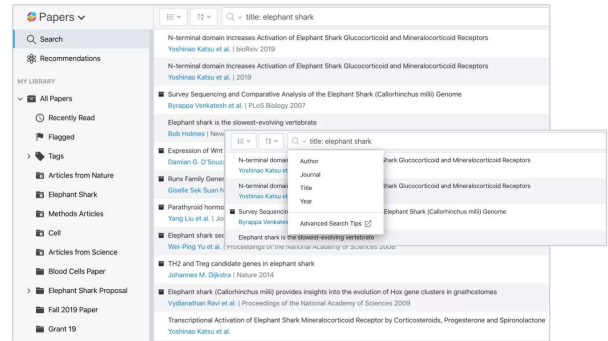 Papers
title: elephant shark
Search
Recommendations
MY LIBRARY
All Papers
Recently Read
Flagged
Tags
Articles from Nature
Elephant Shark
Methods Articles
Cell
Articles from Science
Blood Cells Paper
Elephant Shark Proposal
Fall 2019 Paper
Grant 19
N-terminal domain Increases Activation of Elephant Shark Glucocorticoid and Mineralocorticoid Receptors
Yoshinao Katsu et al. | bioRxiv 2019
N-terminal domain Increases Activation of Elephant Shark Glucocorticoid and Mineralocorticoid Receptors
Yoshinao Katsu et al. | 2019
Survey Sequencing and Comparative Analysis of the Elephant Shark (Callorhinchus milii) Genome
Byrappa Venkatesh et al. | PLoS Biology 2007
Elephant shark is the slowest-evolving vertebrate
Bob Holmes | New
Expression of Wnt
Damian G. D'Souza
Runx Family Genes
Giselle Sek Suan N
Parathyroid hormo
Yang Liu et al. | Jou
Elephant shark sec
Wei-Ping Yu et al. | Proceedings of the National Academy of Sciences 2008
TH2 and Treg candidate genes in elephant shark
Johannes M. Dijkstra | Nature 2014
Elephant shark (Callorhinchus milii) provides insights into the evolution of Hox gene clusters in gnathostomes
Vydianathan Ravi et al. | Proceedings of the National Academy of Sciences 2009
Transcriptional Activation of Elephant Shark Mineralocorticoid Receptor by Corticosteroids, Progesterone and Spironolactone
Yoshinao Katsu et al.
title: elephant shark
N-terminal domai Shark Glucocorticoid and Mineralocorticoid Receptors
Yoshinao Katsu et
N-terminal domai Shark Glucocorticoid and Mineralocorticoid Receptors
Yoshinao Katsu et
Survey Sequencin Elephant Shark (Callorhinchus milii) Genome
Byrappa Venkates
Elephant shark is the slowest-evolving vertebrate
Author
Journal
Title
Year
Advanced Search Tips